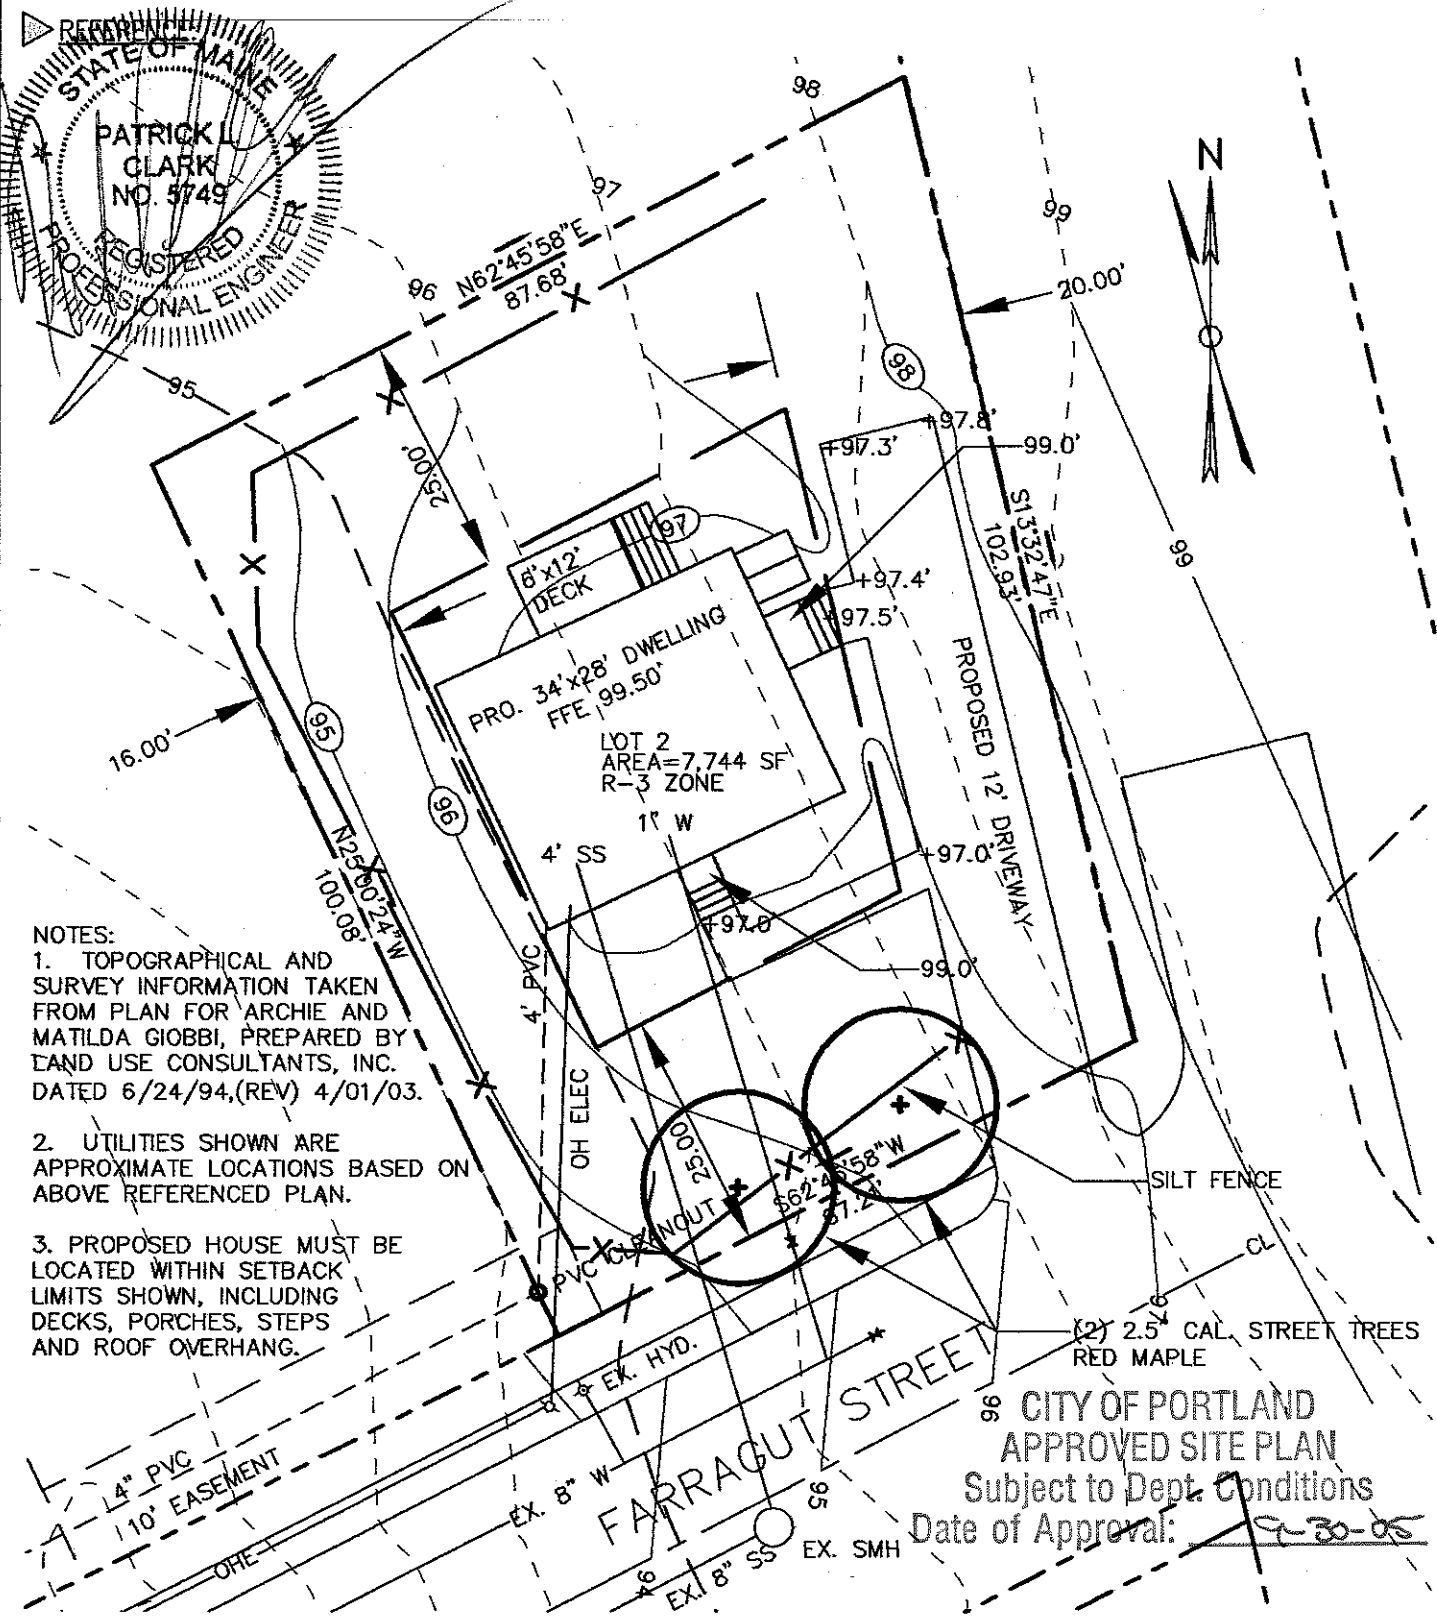 REFERENCE:
STATE OF MAINE
PATRICK L.
CLARK
NO. 5749
REGISTERED
PROFESSIONAL ENGINEER
98
97
96
95
99
N
N62°45'58"E
87.68'
20.00'
98
+97.8'
+97.3'
99.0'
25.00'
S13°32'47"E
102.93'
99
97
8'x12'
DECK
+97.4'
+97.5'
PRO. 34'x28' DWELLING
FFE 99.50'
LOT 2
AREA=7,744 SF
R-3 ZONE
PROPOSED 12' DRIVEWAY
16.00'
95
96
1" W
4' SS
+97.0'
+97.0
99.0'
N25°00'24"W
100.08'
4' PVC
OH ELEC
NOTES:
1. TOPOGRAPHICAL AND
SURVEY INFORMATION TAKEN
FROM PLAN FOR ARCHIE AND
MATILDA GIOBBI, PREPARED BY
LAND USE CONSULTANTS, INC.
DATED 6/24/94,(REV) 4/01/03.
2. UTILITIES SHOWN ARE
APPROXIMATE LOCATIONS BASED ON
ABOVE REFERENCED PLAN.
3. PROPOSED HOUSE MUST BE
LOCATED WITHIN SETBACK
LIMITS SHOWN, INCLUDING
DECKS, PORCHES, STEPS
AND ROOF OVERHANG.
25.00'
SILT FENCE
PVC CLEANOUT
CL
97
(2) 2.5" CAL. STREET TREES
RED MAPLE
EX. HYD.
FARRAGUT STREET
96
95
94
4" PVC
10' EASEMENT
OHE
EX. 8" W
EX. 8" SS
EX. SMH
CITY OF PORTLAND
APPROVED SITE PLAN
Subject to Dept. Conditions
Date of Approval: 9-30-05